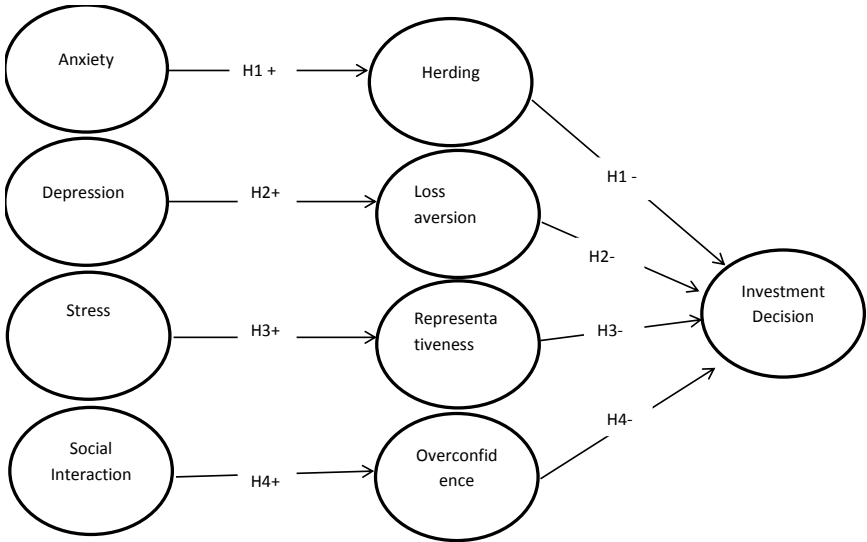 Anxiety
H1 +
Herding
H1 -
Depression
H2+
Loss
aversion
H2-
Stress
H3+
Representa
tiveness
H3-
Investment
Decision
Social
Interaction
H4+
Overconfid
ence
H4-